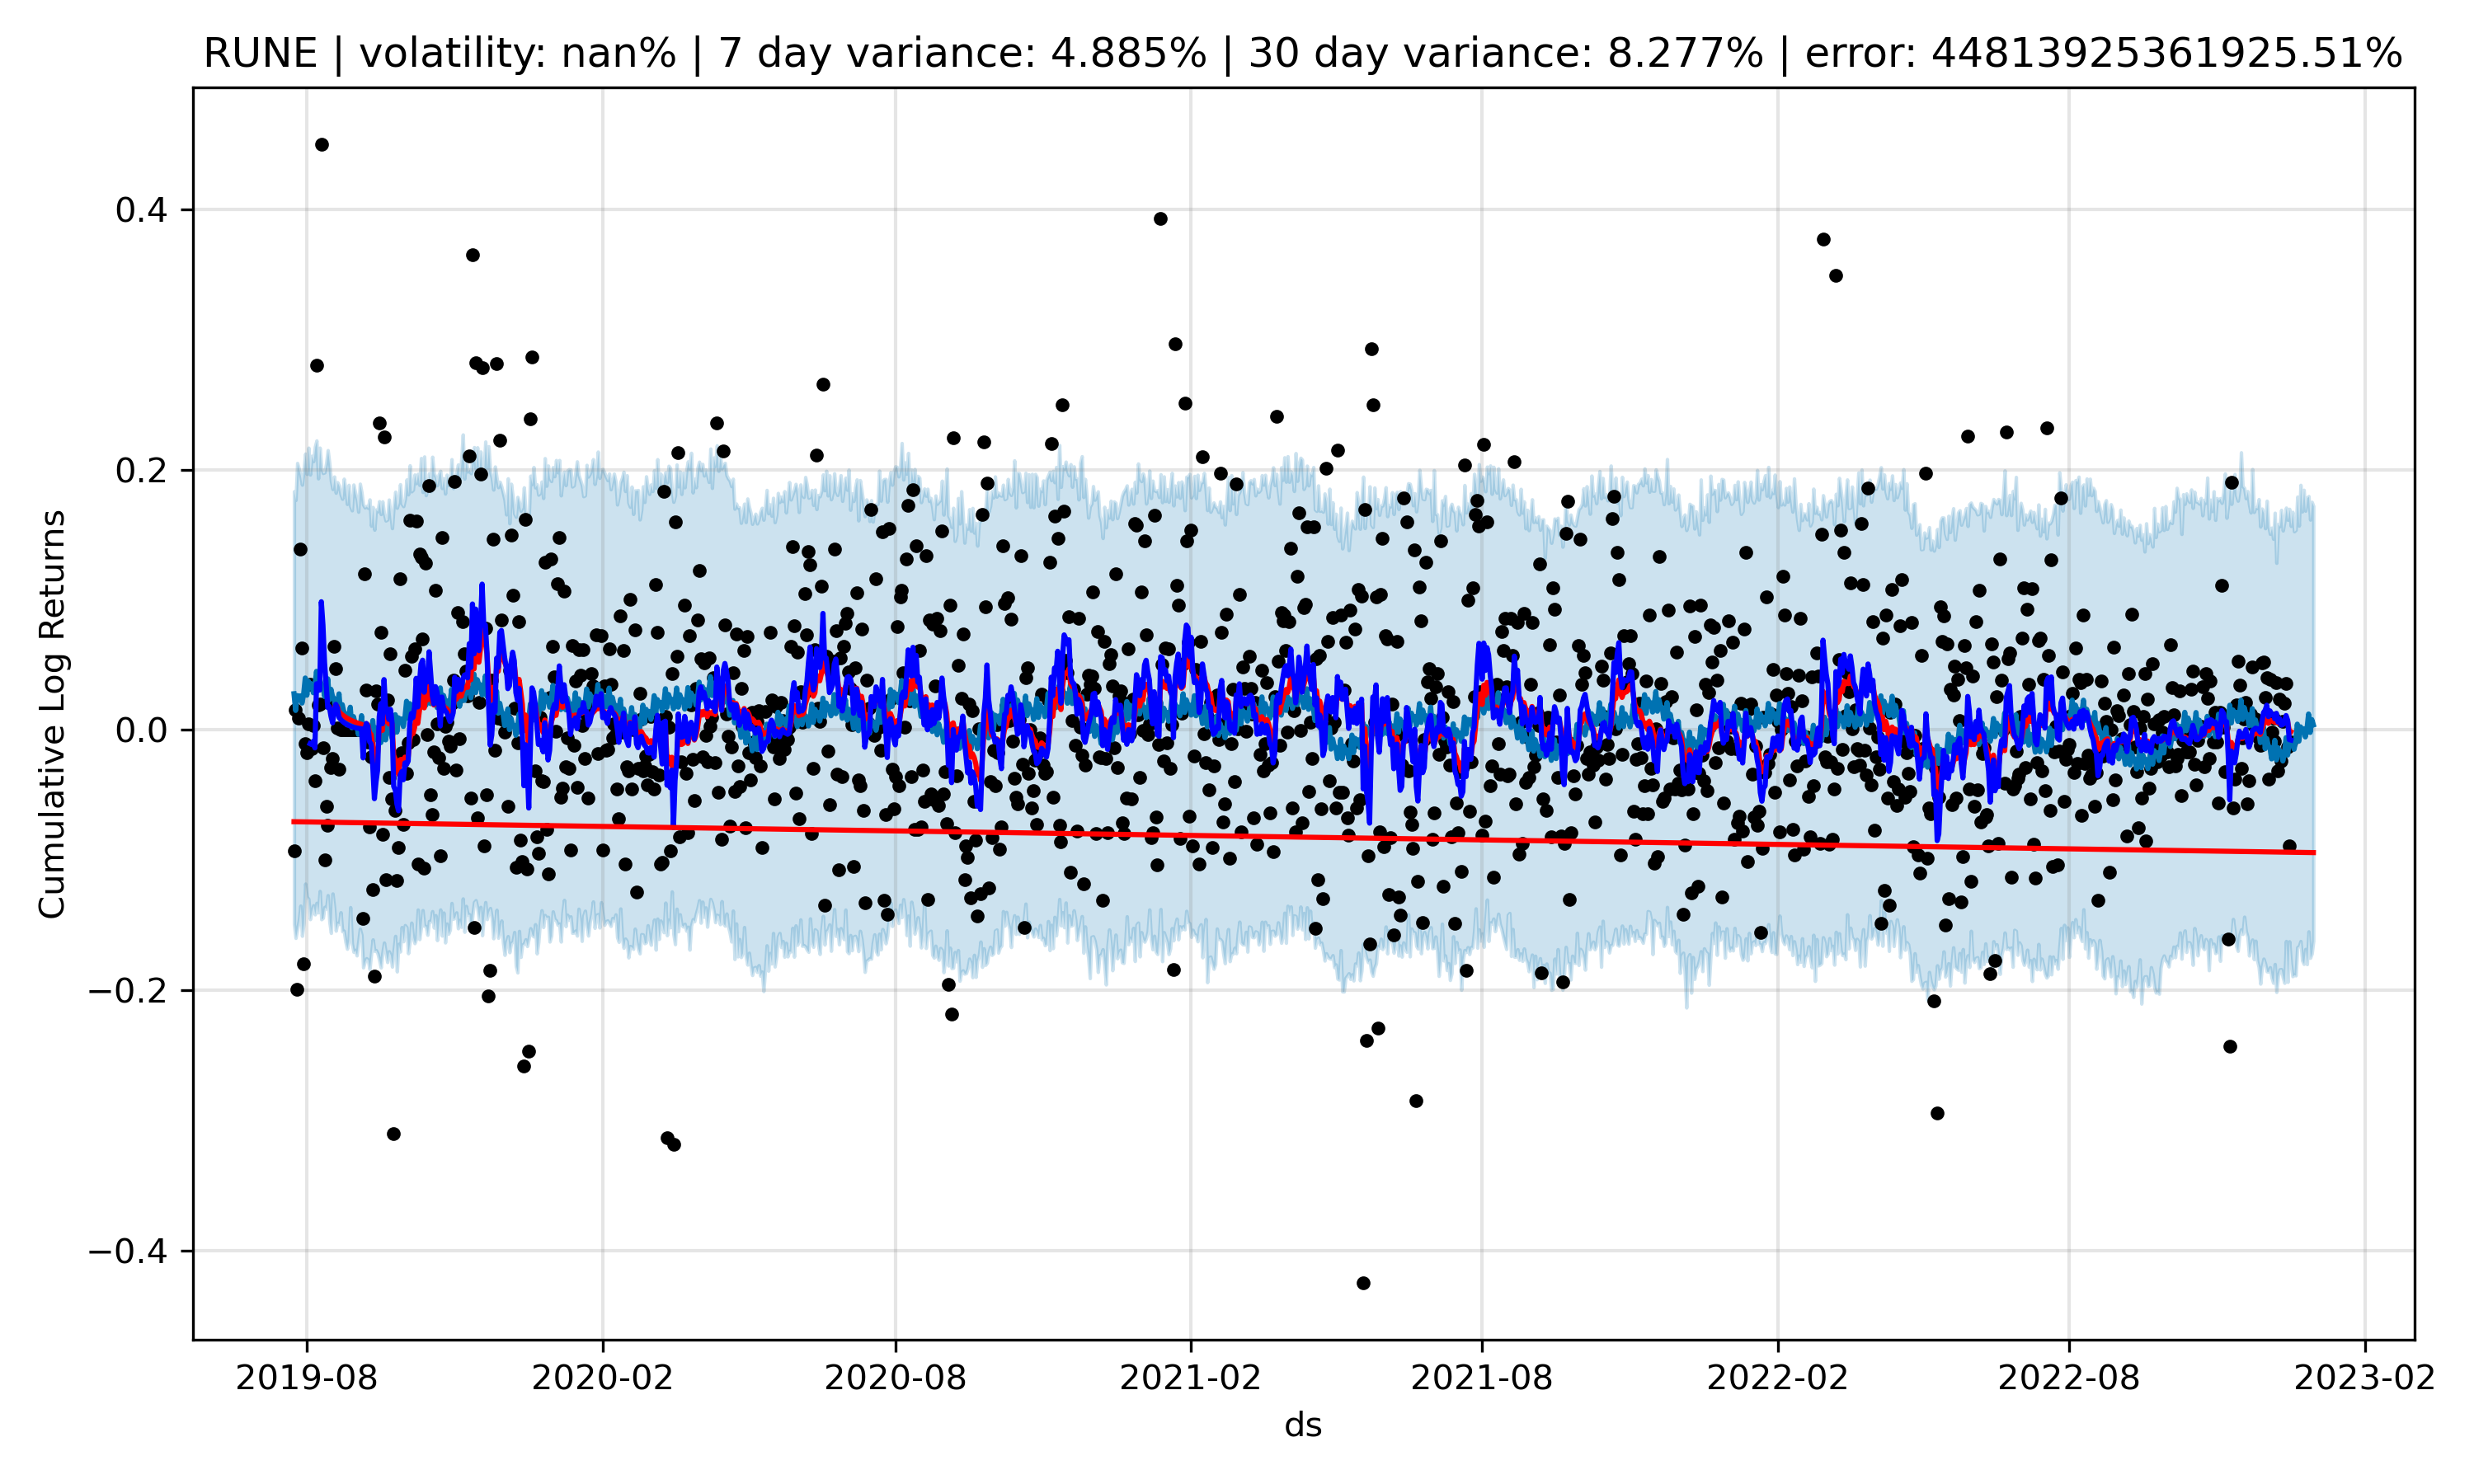 RUNE | volatility: nan% | 7 day variance: 4.885% | 30 day variance: 8.277% | error: 44813925361925.51%
Cumulative Log Returns
0.4
0.2
0.0
−0.2
−0.4
2019-08 2020-02 2020-08 2021-02 2021-08 2022-02 2022-08 2023-02
ds